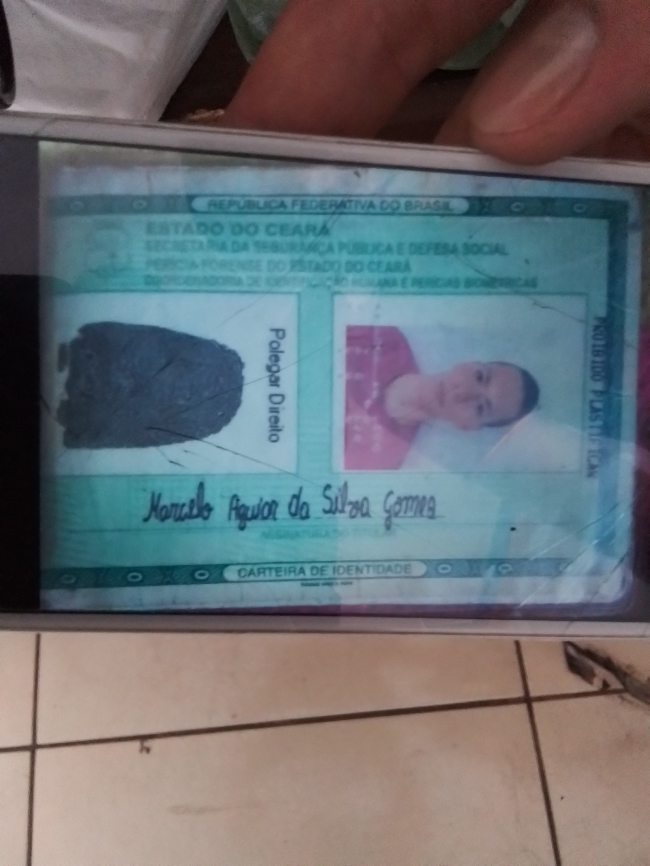 REPÚBLICA FEDERATIVA DO BRASIL
ESTADO DO CEARÁ
SECRETARIA DA SEGURANÇA PÚBLICA E DEFESA SOCIAL
PERÍCIA FORENSE DO ESTADO DO CEARÁ
COORDENADORIA DE IDENTIFICAÇÃO HUMANA E PERÍCIAS BIOMÉTRICAS
Polegar Direito
PROIBIDO PLASTIFICAR
Marcelo Aguiar da Silva Gomes
ASSINATURA DO TITULAR
CARTEIRA DE IDENTIDADE